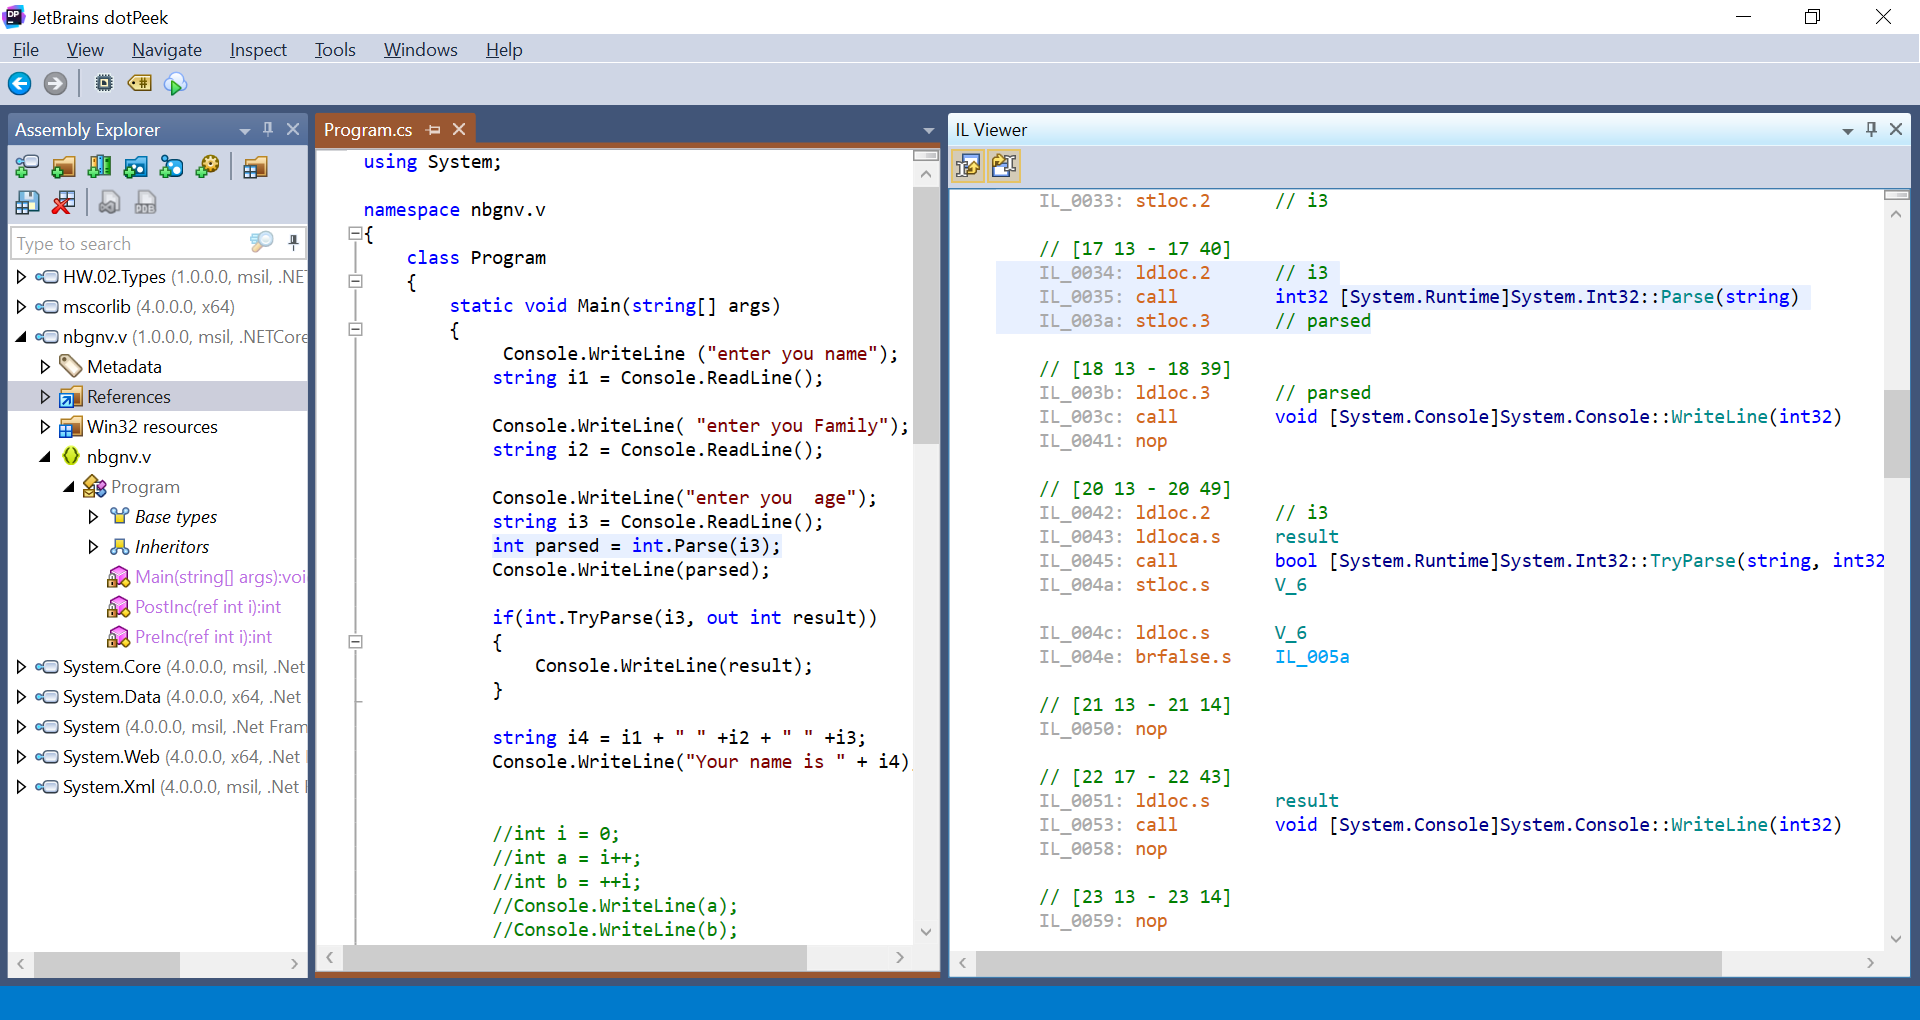 JetBrains dotPeek
File View Navigate Inspect Tools Windows Help
Assembly Explorer
Type to search
HW.02.Types (1.0.0.0, msil, .NET
mscorlib (4.0.0.0, x64)
nbgnv.v (1.0.0.0, msil, .NETCore
Metadata
References
Win32 resources
nbgnv.v
Program
Base types
Inheritors
Main(string[] args):voi
PostInc(ref int i):int
PreInc(ref int i):int
System.Core (4.0.0.0, msil, .Net
System.Data (4.0.0.0, x64, .Net
System (4.0.0.0, msil, .Net Fram
System.Web (4.0.0.0, x64, .Net
System.Xml (4.0.0.0, msil, .Net
Program.cs
using System;
namespace nbgnv.v
{
class Program
{
static void Main(string[] args)
{
Console.WriteLine ("enter you name");
string i1 = Console.ReadLine();
Console.WriteLine( "enter you Family");
string i2 = Console.ReadLine();
Console.WriteLine("enter you  age");
string i3 = Console.ReadLine();
int parsed = int.Parse(i3);
Console.WriteLine(parsed);
if(int.TryParse(i3, out int result))
{
Console.WriteLine(result);
}
string i4 = i1 + " " +i2 + " " +i3;
Console.WriteLine("Your name is " + i4)
//int i = 0;
//int a = i++;
//int b = ++i;
//Console.WriteLine(a);
//Console.WriteLine(b);
IL Viewer
IL_0033: stloc.2 // i3
// [17 13 - 17 40]
IL_0034: ldloc.2 // i3
IL_0035: call int32 [System.Runtime]System.Int32::Parse(string)
IL_003a: stloc.3 // parsed
// [18 13 - 18 39]
IL_003b: ldloc.3 // parsed
IL_003c: call void [System.Console]System.Console::WriteLine(int32)
IL_0041: nop
// [20 13 - 20 49]
IL_0042: ldloc.2 // i3
IL_0043: ldloca.s result
IL_0045: call bool [System.Runtime]System.Int32::TryParse(string, int32
IL_004a: stloc.s V_6
IL_004c: ldloc.s V_6
IL_004e: brfalse.s IL_005a
// [21 13 - 21 14]
IL_0050: nop
// [22 17 - 22 43]
IL_0051: ldloc.s result
IL_0053: call void [System.Console]System.Console::WriteLine(int32)
IL_0058: nop
// [23 13 - 23 14]
IL_0059: nop